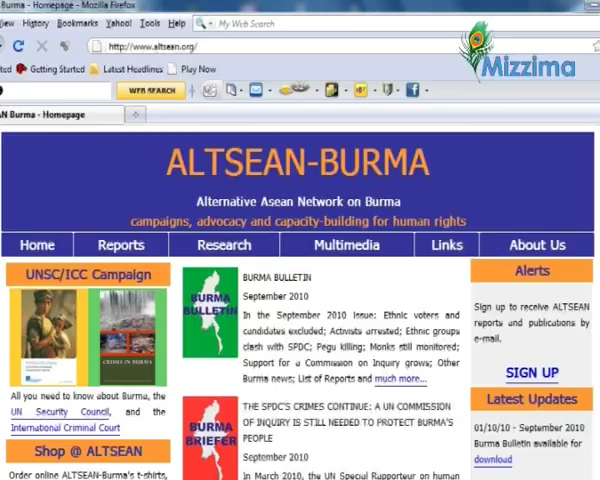 Burma - Homepage - Mozilla Firefox
View History Bookmarks Yahoo! Tools Help
My Web Search
http://www.altsean.org/
Mizzima
Getting Started Latest Headlines Play Now
WEB SEARCH
AN Burma - Homepage
ALTSEAN-BURMA
Alternative Asean Network on Burma
campaigns, advocacy and capacity-building for human rights
Home Reports Research Multimedia Links About Us
UNSC/ICC Campaign
CRIMES IN BURMA
All you need to know about Burma, the
UN Security Council, and the
International Criminal Court
Shop @ ALTSEAN
Order online ALTSEAN-Burma's t-shirts,
BURMA
BULLETIN
BURMA BULLETIN
September 2010
In the September 2010 issue: Ethnic voters and
candidates excluded; Activists arrested; Ethnic groups
clash with SPDC; Pegu killing; Monks still monitored;
Support for a Commission on Inquiry grows; Other
Burma news; List of Reports and much more...
BURMA
BRIEFER
THE SPDC'S CRIMES CONTINUE: A UN COMMISSION
OF INQUIRY IS STILL NEEDED TO PROTECT BURMA'S
PEOPLE
September 2010
In March 2010, the UN Special Rapporteur on human
Alerts
Sign up to receive ALTSEAN
reports and publications by
e-mail.
SIGN UP
Latest Updates
01/10/10 - September 2010
Burma Bulletin available for
download